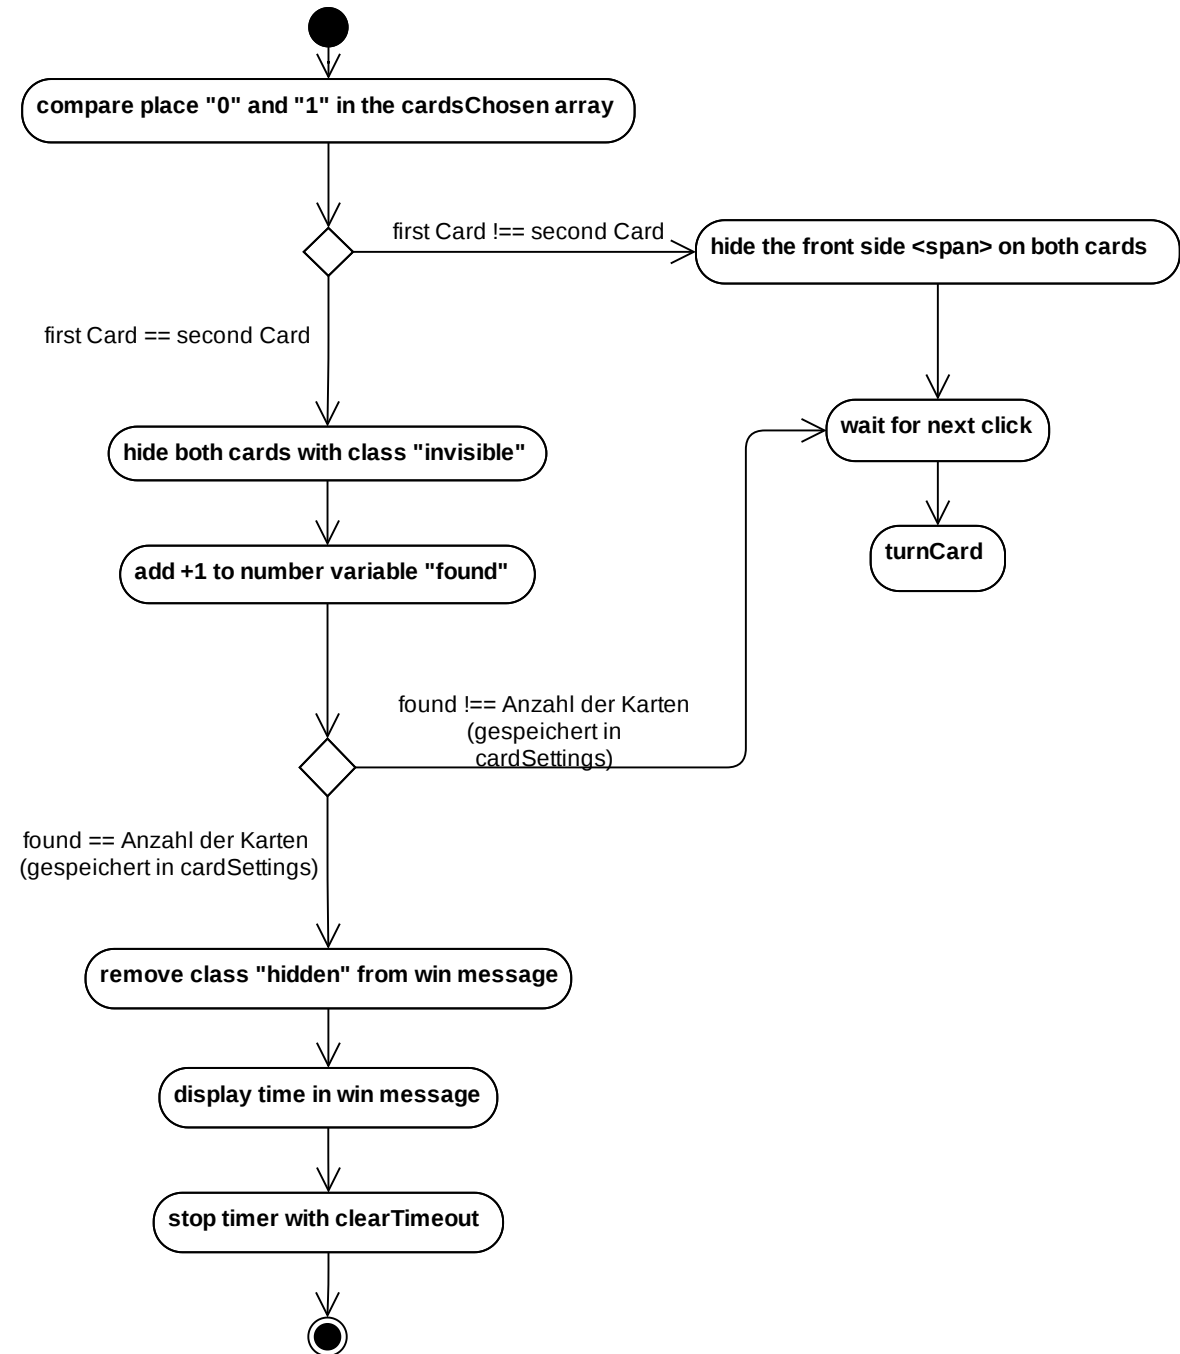 compare place "0" and "1" in the cardsChosen array
first Card !== second Card
hide the front side <span> on both cards
first Card == second Card
wait for next click
hide both cards with class "invisible"
turnCard
add +1 to number variable "found"
found !== Anzahl der Karten
(gespeichert in
cardSettings)
found == Anzahl der Karten
(gespeichert in cardSettings)
remove class "hidden" from win message
display time in win message
stop timer with clearTimeout